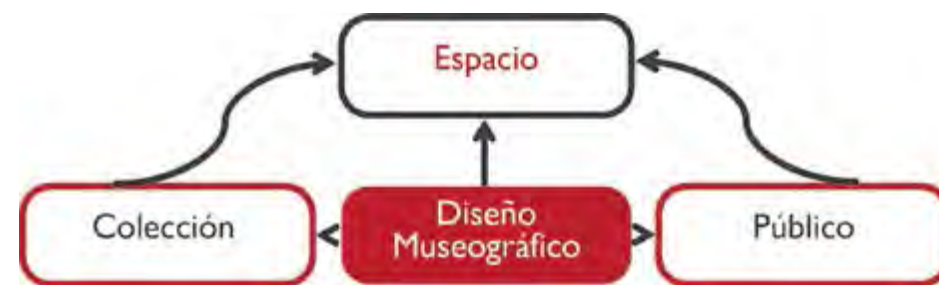 Espacio
Colección
Diseño
Museográfico
Público